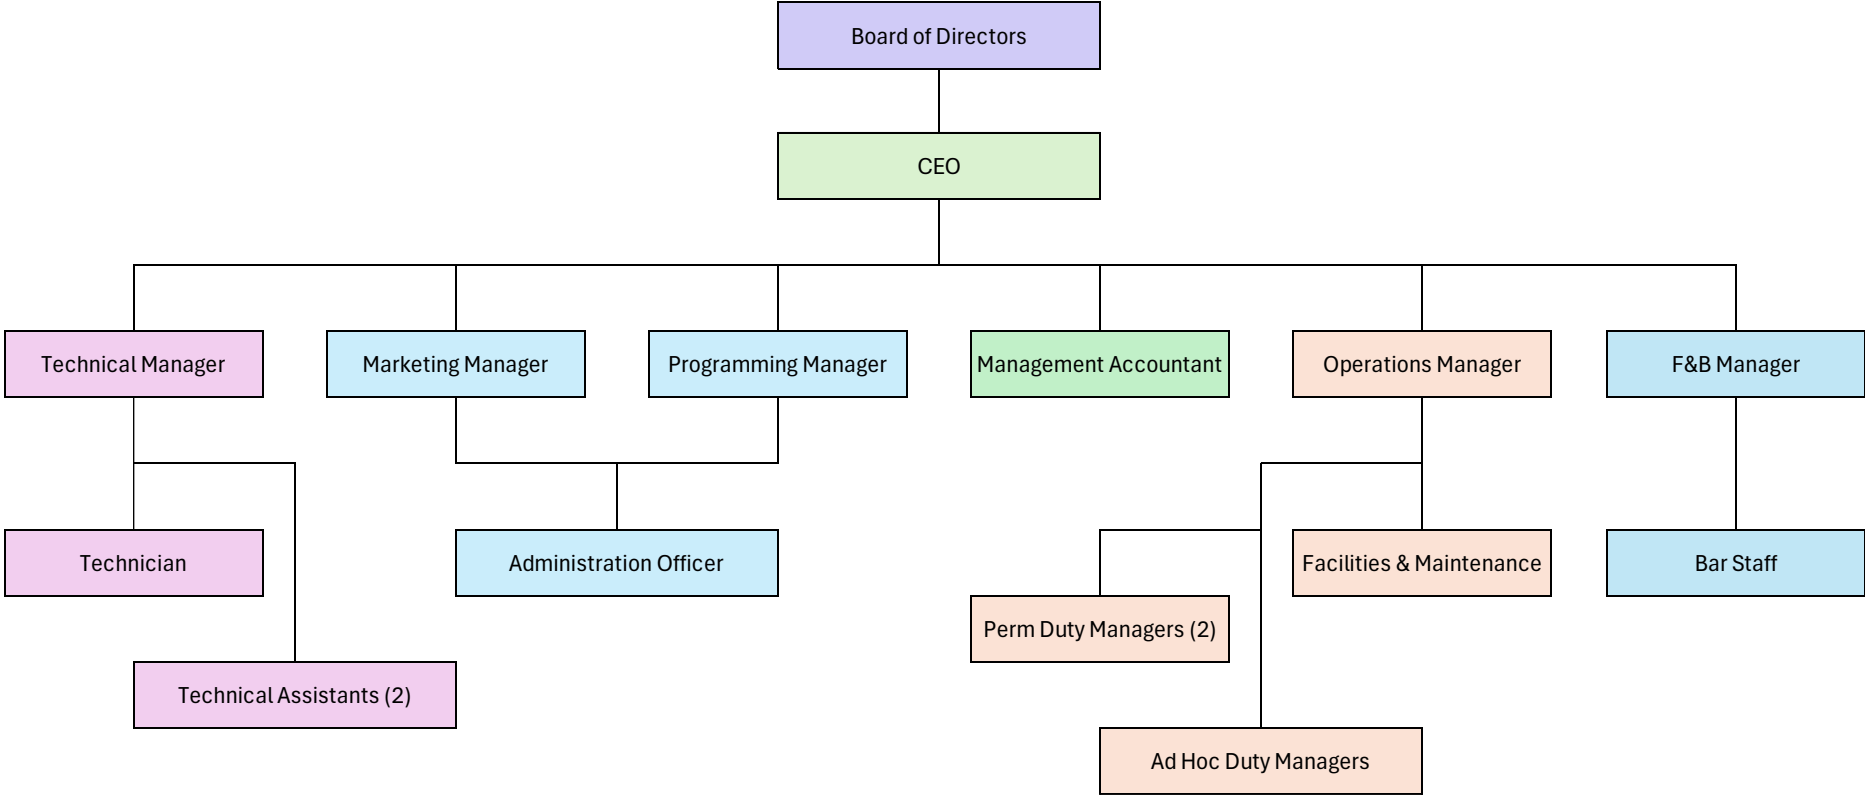 Board of Directors
CEO
Technical Manager
Marketing Manager
Programming Manager
Management Accountant
Operations Manager
F&B Manager
Technician
Administration Officer
Facilities & Maintenance
Bar Staff
Perm Duty Managers (2)
Technical Assistants (2)
Ad Hoc Duty Managers